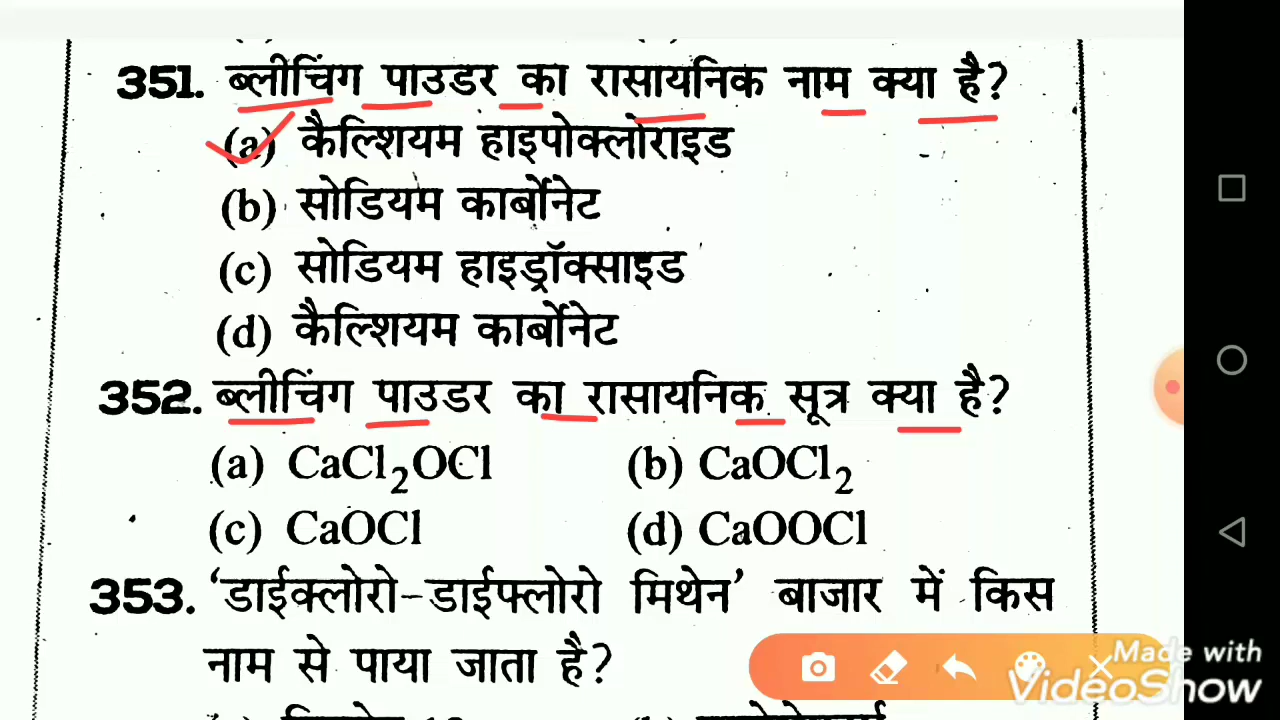 351. ब्लीचिंग पाउडर का रासायनिक नाम क्या है?
(a) कैल्शियम हाइपोक्लोराइड
(b) सोडियम कार्बोनेट
(c) सोडियम हाइड्रॉक्साइड
(d) कैल्शियम कार्बोनेट
352. ब्लीचिंग पाउडर का रासायनिक सूत्र क्या है?
(a) CaCl₂OCl (b) CaOCl₂
(c) CaOCl (d) CaOOCl
353. ‘डाईक्लोरो–डाईफ्लोरो मिथेन’ बाजार में किस
नाम से पाया जाता है?
Made with
VideoShow